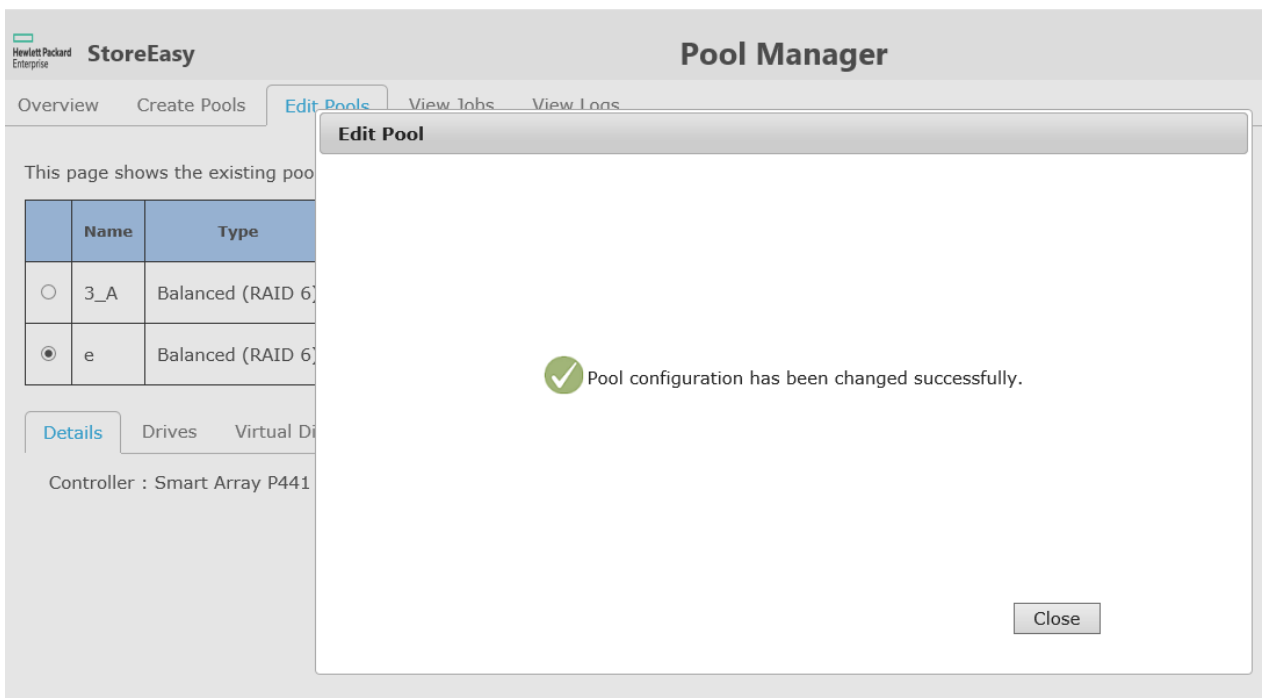 Hewlett Packard
Enterprise
StoreEasy
Pool Manager
Overview Create Pools Edit Pools View Jobs View Logs
Edit Pool
This page shows the existing poo
Name Type
3_A Balanced (RAID 6)
e Balanced (RAID 6)
Pool configuration has been changed successfully.
Details Drives Virtual Di
Controller : Smart Array P441
Close